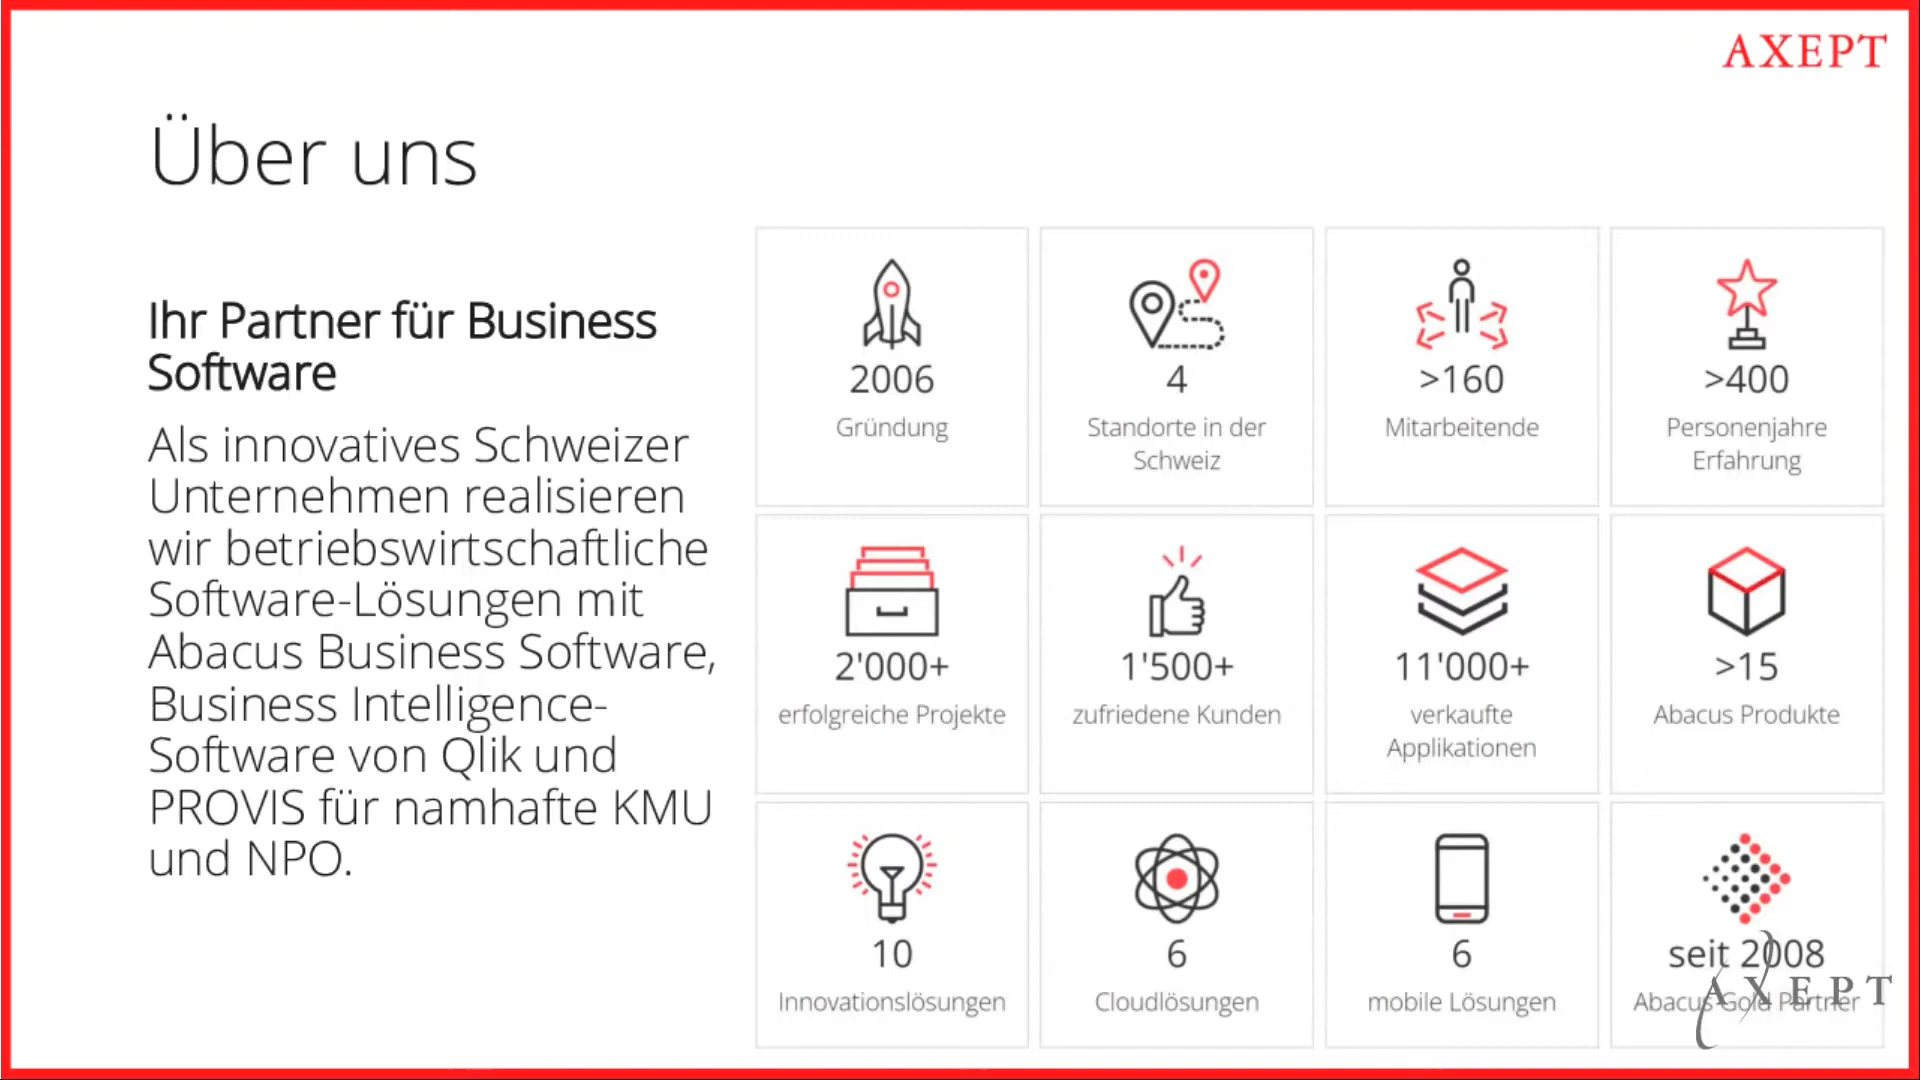 AXEPT
Über uns
Ihr Partner für Business
Software
Als innovatives Schweizer
Unternehmen realisieren
wir betriebswirtschaftliche
Software-Lösungen mit
Abacus Business Software,
Business Intelligence-
Software von Qlik und
PROVIS für namhafte KMU
und NPO.
2006
Gründung
4
Standorte in der
Schweiz
>160
Mitarbeitende
>400
Personenjahre
Erfahrung
2'000+
erfolgreiche Projekte
1'500+
zufriedene Kunden
11'000+
verkaufte
Applikationen
>15
Abacus Produkte
10
Innovationslösungen
6
Cloudlösungen
6
mobile Lösungen
seit 2008
Abacus Gold Partner
AXEPT